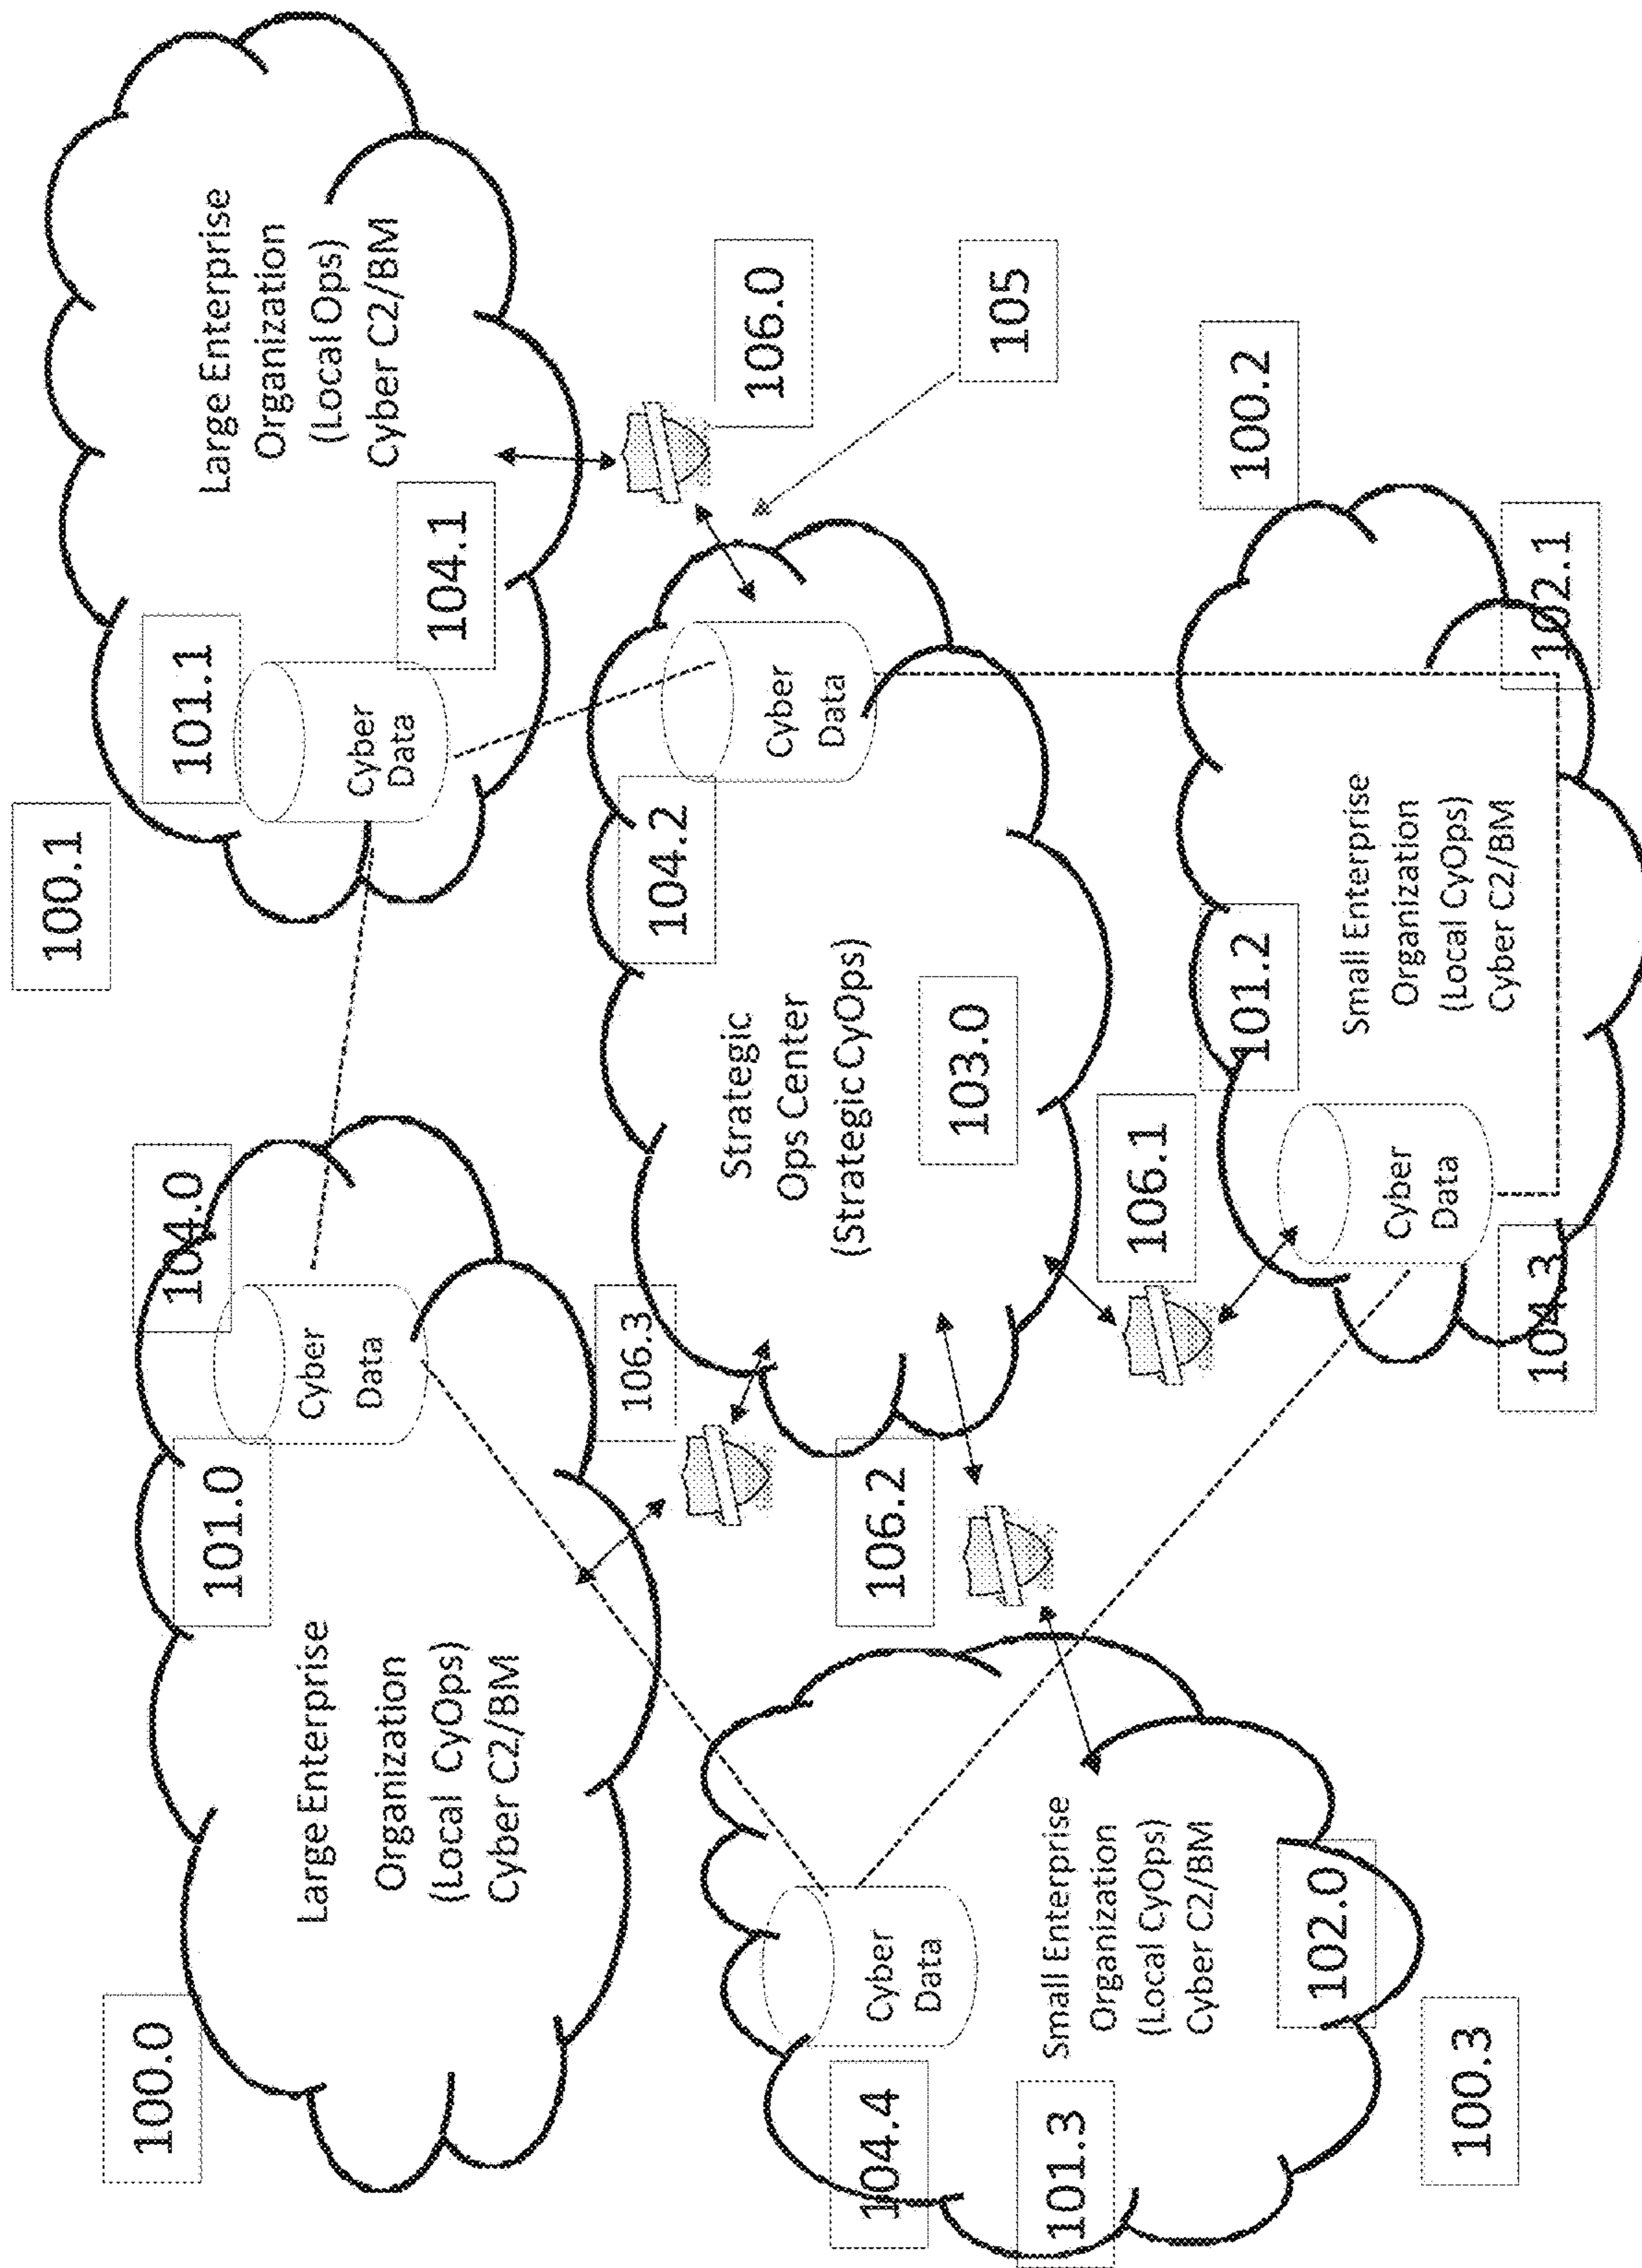 100.0
104.0
100.1
101.0
Cyber
Data
Large Enterprise
Organization
(Local CyOps)
Cyber C2/BM
101.1
Cyber
Data
104.1
Large Enterprise
Organization
(Local Ops)
Cyber C2/BM
106.3
104.2
Cyber
Data
106.0
Strategic
Ops Center
(Strategic CyOps)
103.0
105
106.2
104.4
Cyber
Data
101.3
Small Enterprise
Organization
(Local CyOps)
Cyber C2/BM
102.0
100.3
106.1
101.2
100.2
Cyber
Data
Small Enterprise
Organization
(Local CyOps)
Cyber C2/BM
104.3
102.1